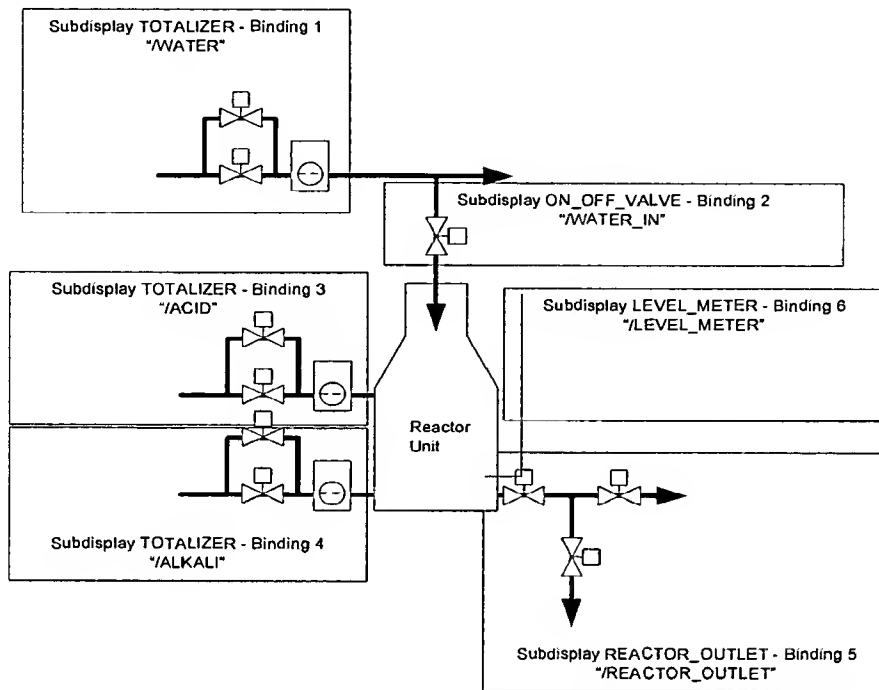 Subdisplay TOTALIZER - Binding 1
"/WATER"
Subdisplay ON_OFF_VALVE - Binding 2
"/WATER_IN"
Subdisplay TOTALIZER - Binding 3
"/ACID"
Subdisplay LEVEL_METER - Binding 6
"/LEVEL_METER"
Reactor
Unit
Subdisplay TOTALIZER - Binding 4
"/ALKALI"
Subdisplay REACTOR_OUTLET - Binding 5
"/REACTOR_OUTLET"